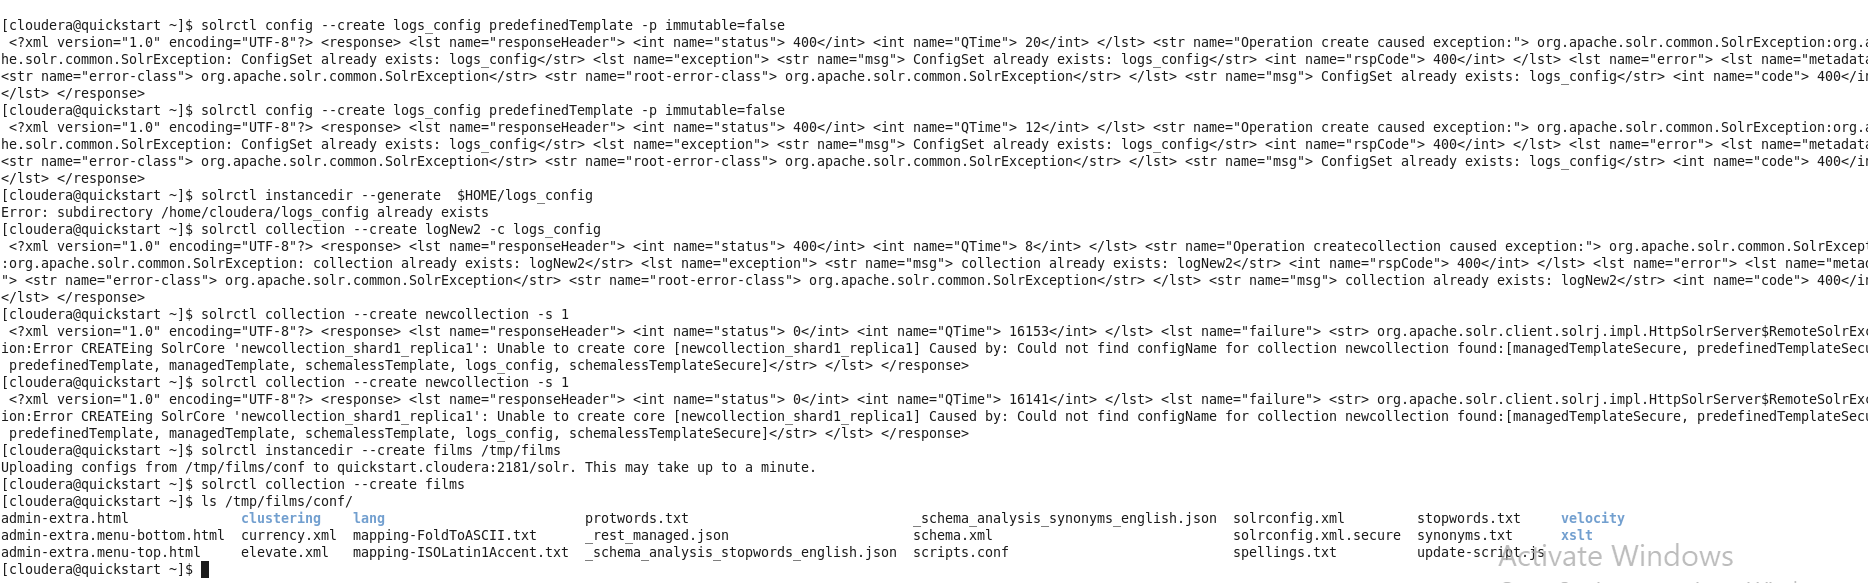 [cloudera@quickstart ~]$ solrctl config --create logs_config predefinedTemplate -p immutable=false
<?xml version="1.0" encoding="UTF-8"?> <response> <lst name="responseHeader"> <int name="status"> 400</int> <int name="QTime"> 20</int> </lst> <str name="Operation create caused exception:"> org.apache.solr.common.SolrException:org.a
he.solr.common.SolrException: ConfigSet already exists: logs_config</str> <lst name="exception"> <str name="msg"> ConfigSet already exists: logs_config</str> <int name="rspCode"> 400</int> </lst> <lst name="error"> <lst name="metadata
<str name="error-class"> org.apache.solr.common.SolrException</str> <str name="root-error-class"> org.apache.solr.common.SolrException</str> </lst> <str name="msg"> ConfigSet already exists: logs_config</str> <int name="code"> 400</in
</lst> </response>
[cloudera@quickstart ~]$ solrctl config --create logs_config predefinedTemplate -p immutable=false
<?xml version="1.0" encoding="UTF-8"?> <response> <lst name="responseHeader"> <int name="status"> 400</int> <int name="QTime"> 12</int> </lst> <str name="Operation create caused exception:"> org.apache.solr.common.SolrException:org.a
he.solr.common.SolrException: ConfigSet already exists: logs_config</str> <lst name="exception"> <str name="msg"> ConfigSet already exists: logs_config</str> <int name="rspCode"> 400</int> </lst> <lst name="error"> <lst name="metadata
<str name="error-class"> org.apache.solr.common.SolrException</str> <str name="root-error-class"> org.apache.solr.common.SolrException</str> </lst> <str name="msg"> ConfigSet already exists: logs_config</str> <int name="code"> 400</in
</lst> </response>
[cloudera@quickstart ~]$ solrctl instancedir --generate  $HOME/logs_config
Error: subdirectory /home/cloudera/logs_config already exists
[cloudera@quickstart ~]$ solrctl collection --create logNew2 -c logs_config
<?xml version="1.0" encoding="UTF-8"?> <response> <lst name="responseHeader"> <int name="status"> 400</int> <int name="QTime"> 8</int> </lst> <str name="Operation createcollection caused exception:"> org.apache.solr.common.SolrExcept
:org.apache.solr.common.SolrException: collection already exists: logNew2</str> <lst name="exception"> <str name="msg"> collection already exists: logNew2</str> <int name="rspCode"> 400</int> </lst> <lst name="error"> <lst name="metad
"> <str name="error-class"> org.apache.solr.common.SolrException</str> <str name="root-error-class"> org.apache.solr.common.SolrException</str> </lst> <str name="msg"> collection already exists: logNew2</str> <int name="code"> 400</in
</lst> </response>
[cloudera@quickstart ~]$ solrctl collection --create newcollection -s 1
<?xml version="1.0" encoding="UTF-8"?> <response> <lst name="responseHeader"> <int name="status"> 0</int> <int name="QTime"> 16153</int> </lst> <lst name="failure"> <str> org.apache.solr.client.solrj.impl.HttpSolrServer$RemoteSolrExc
ion:Error CREATEing SolrCore 'newcollection_shard1_replica1': Unable to create core [newcollection_shard1_replica1] Caused by: Could not find configName for collection newcollection found:[managedTemplateSecure, predefinedTemplateSecu
predefinedTemplate, managedTemplate, schemalessTemplate, logs_config, schemalessTemplateSecure]</str> </lst> </response>
[cloudera@quickstart ~]$ solrctl collection --create newcollection -s 1
<?xml version="1.0" encoding="UTF-8"?> <response> <lst name="responseHeader"> <int name="status"> 0</int> <int name="QTime"> 16141</int> </lst> <lst name="failure"> <str> org.apache.solr.client.solrj.impl.HttpSolrServer$RemoteSolrExc
ion:Error CREATEing SolrCore 'newcollection_shard1_replica1': Unable to create core [newcollection_shard1_replica1] Caused by: Could not find configName for collection newcollection found:[managedTemplateSecure, predefinedTemplateSecu
predefinedTemplate, managedTemplate, schemalessTemplate, logs_config, schemalessTemplateSecure]</str> </lst> </response>
[cloudera@quickstart ~]$ solrctl instancedir --create films /tmp/films
Uploading configs from /tmp/films/conf to quickstart.cloudera:2181/solr. This may take up to a minute.
[cloudera@quickstart ~]$ solrctl collection --create films
[cloudera@quickstart ~]$ ls /tmp/films/conf/
admin-extra.html clustering lang protwords.txt _schema_analysis_synonyms_english.json solrconfig.xml stopwords.txt velocity
admin-extra.menu-bottom.html currency.xml mapping-FoldToASCII.txt _rest_managed.json schema.xml solrconfig.xml.secure synonyms.txt xslt
admin-extra.menu-top.html elevate.xml mapping-ISOLatin1Accent.txt _schema_analysis_stopwords_english.json scripts.conf spellings.txt update-script.js
[cloudera@quickstart ~]$
Activate Windows